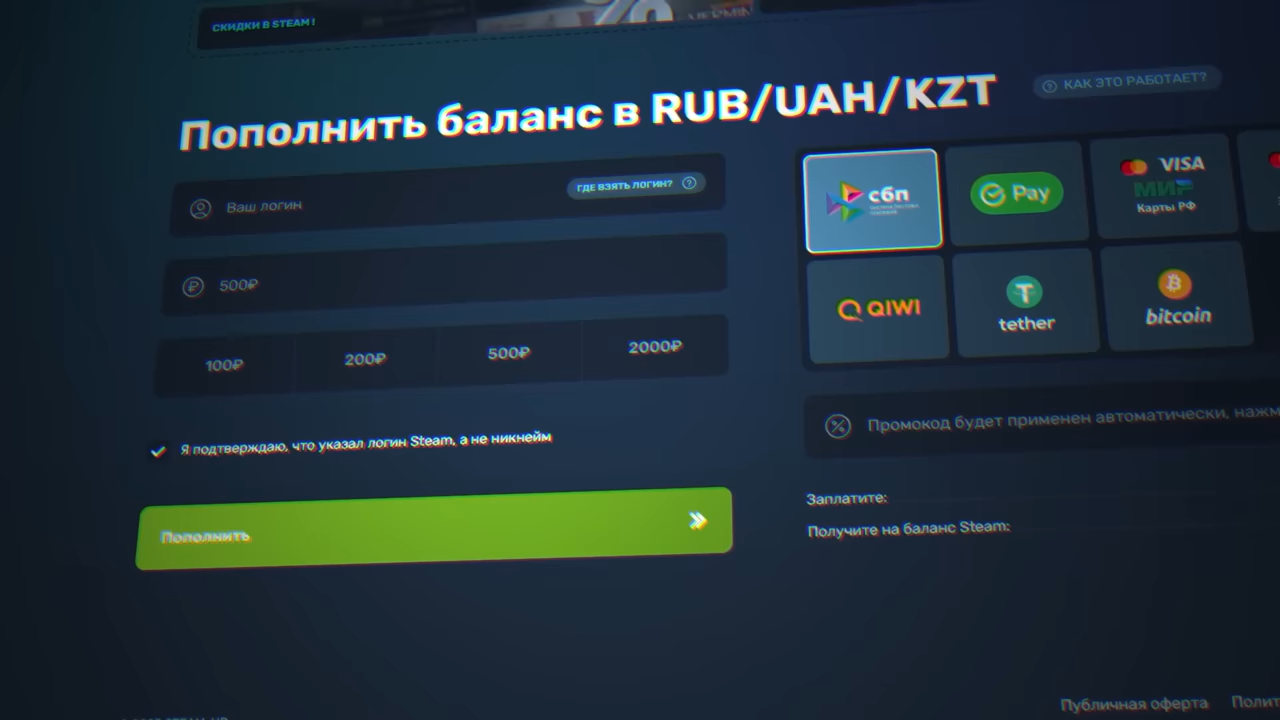 СКИДКИ В STEAM!
Пополнить баланс в RUB/UAH/KZT
КАК ЭТО РАБОТАЕТ?
Ваш логин
ГДЕ ВЗЯТЬ ЛОГИН?
500₽
100₽
200₽
500₽
2000₽
Я подтверждаю, что указал логин Steam, а не никнейм
Пополнить
сбп
Pay
VISA
МИР
Карты РФ
QIWI
tether
bitcoin
Промокод будет применен автоматически, нажм
Заплатите:
Получите на баланс Steam:
Публичная оферта
Полит